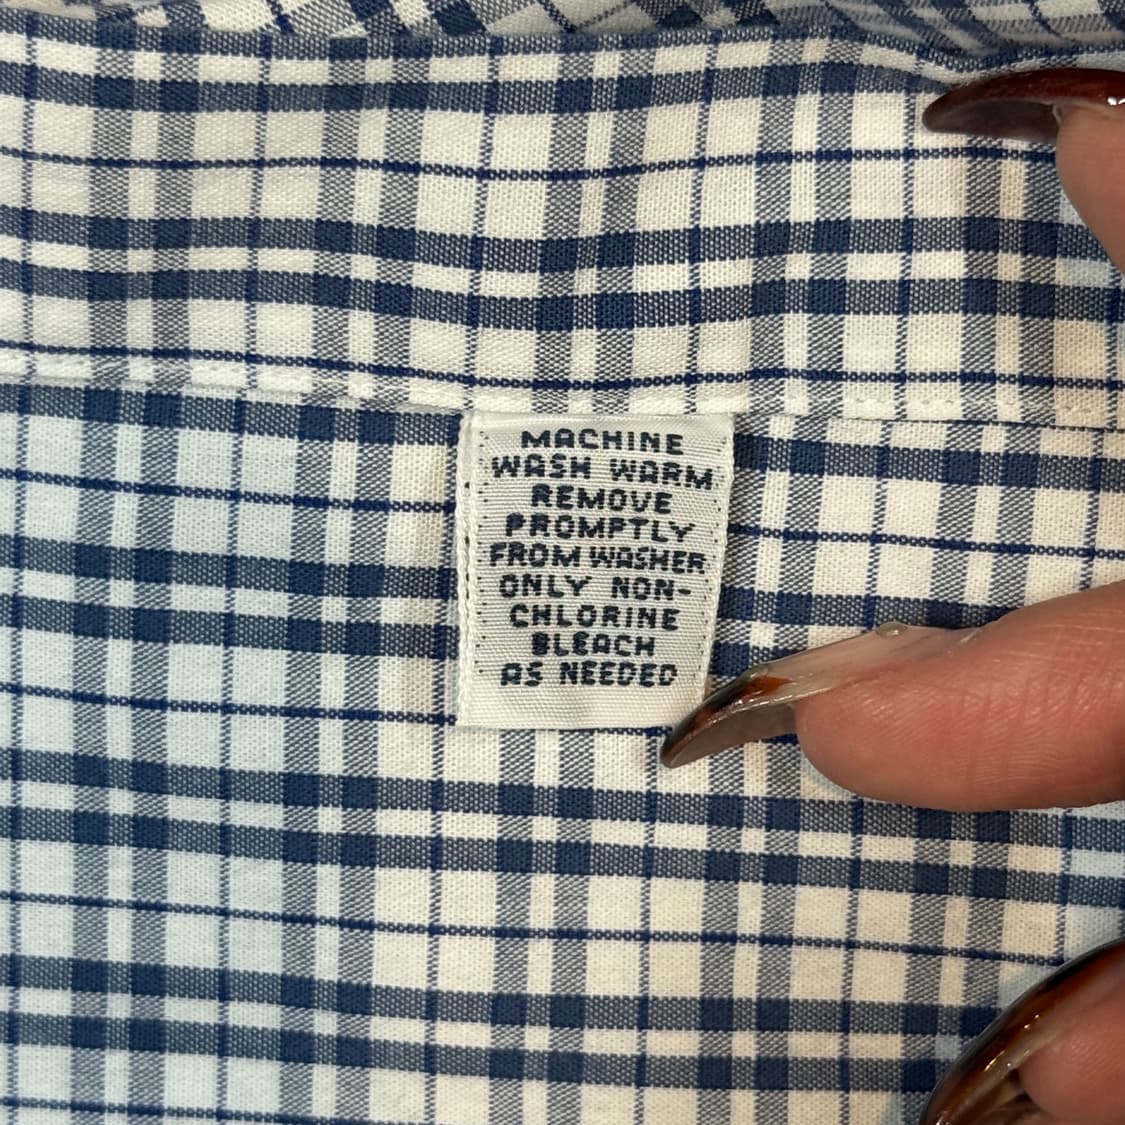 MACHINE
WASH WARM
REMOVE
PROMPTLY
FROM WASHER
ONLY NON-
CHLORINE
BLEACH
AS NEEDED